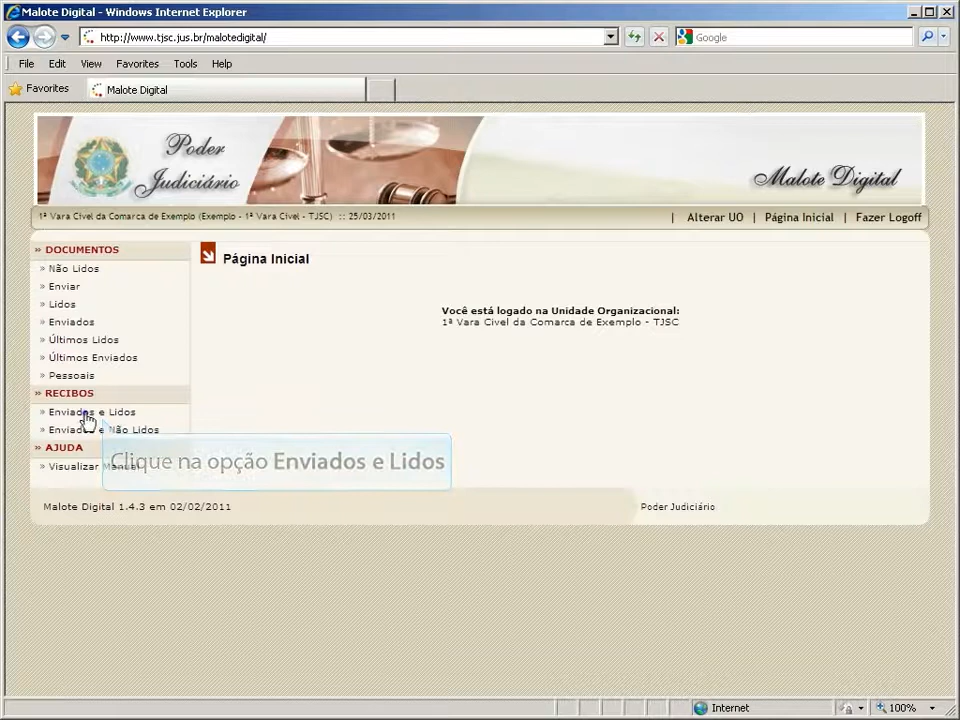 Malote Digital - Windows Internet Explorer
http://www.tjsc.jus.br/malotedigital/
Google
File Edit View Favorites Tools Help
Favorites
Malote Digital
Poder
Judiciário
Malote Digital
1ª Vara Cível da Comarca de Exemplo (Exemplo - 1ª Vara Cível - TJSC) :: 25/03/2011
| Alterar UO | Página Inicial | Fazer Logoff
» DOCUMENTOS
» Não Lidos
» Enviar
» Lidos
» Enviados
» Últimos Lidos
» Últimos Enviados
» Pessoais
» RECIBOS
» Enviados e Lidos
» Enviados e Não Lidos
» AJUDA
» Visualizar Manual
Página Inicial
Você está logado na Unidade Organizacional:
1ª Vara Cível da Comarca de Exemplo - TJSC
Clique na opção Enviados e Lidos
Malote Digital 1.4.3 em 02/02/2011
Poder Judiciário
Internet
100%